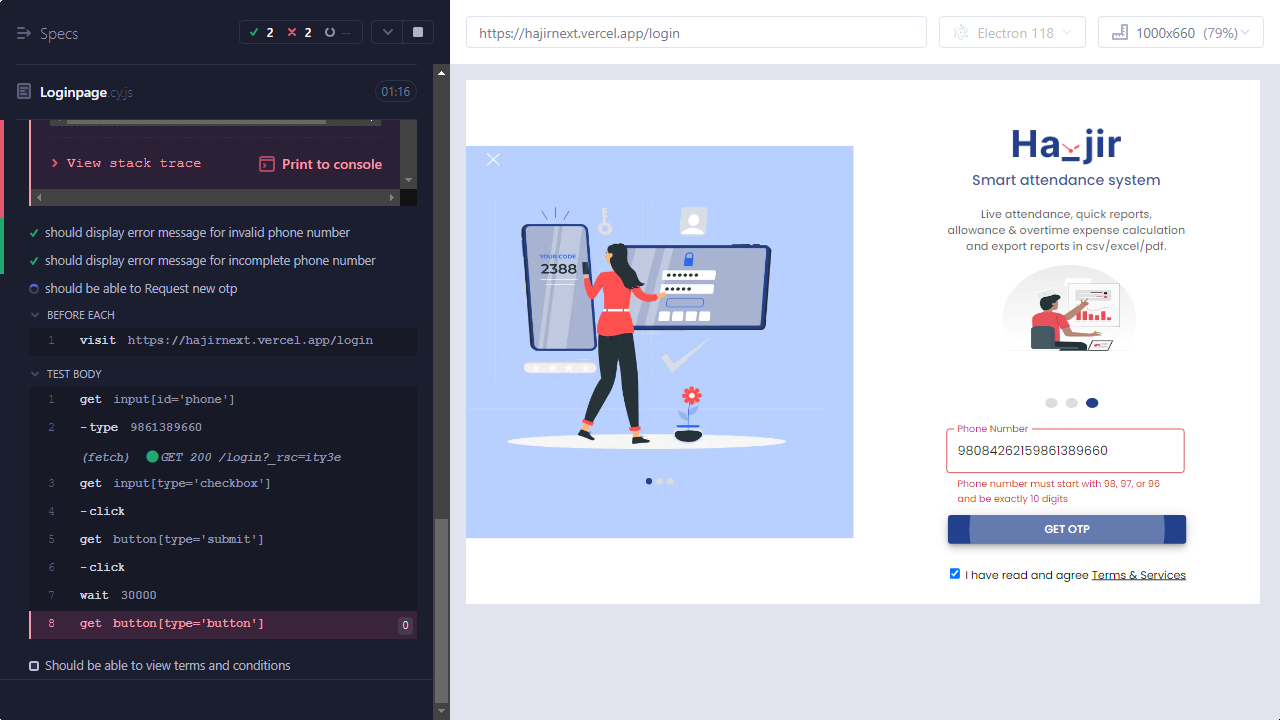 Specs
2
2
--
https://hajirnext.vercel.app/login
Electron 118
1000x660 (79%)
Loginpage.cy.js
01:16
View stack trace
Print to console
should display error message for invalid phone number
should display error message for incomplete phone number
should be able to Request new otp
BEFORE EACH
1 visit https://hajirnext.vercel.app/login
TEST BODY
1 get input[id='phone']
2 -type 9861389660
(fetch) GET 200 /login?_rsc=ity3e
3 get input[type='checkbox']
4 -click
5 get button[type='submit']
6 -click
7 wait 30000
8 get button[type='button'] 0
Should be able to view terms and conditions
YOUR CODE
2388
Hajir
Smart attendance system
Live attendance, quick reports,
allowance & overtime expense calculation
and export reports in csv/excel/pdf.
Phone Number
98084262159861389660
Phone number must start with 98, 97, or 96
and be exactly 10 digits
GET OTP
I have read and agree Terms & Services